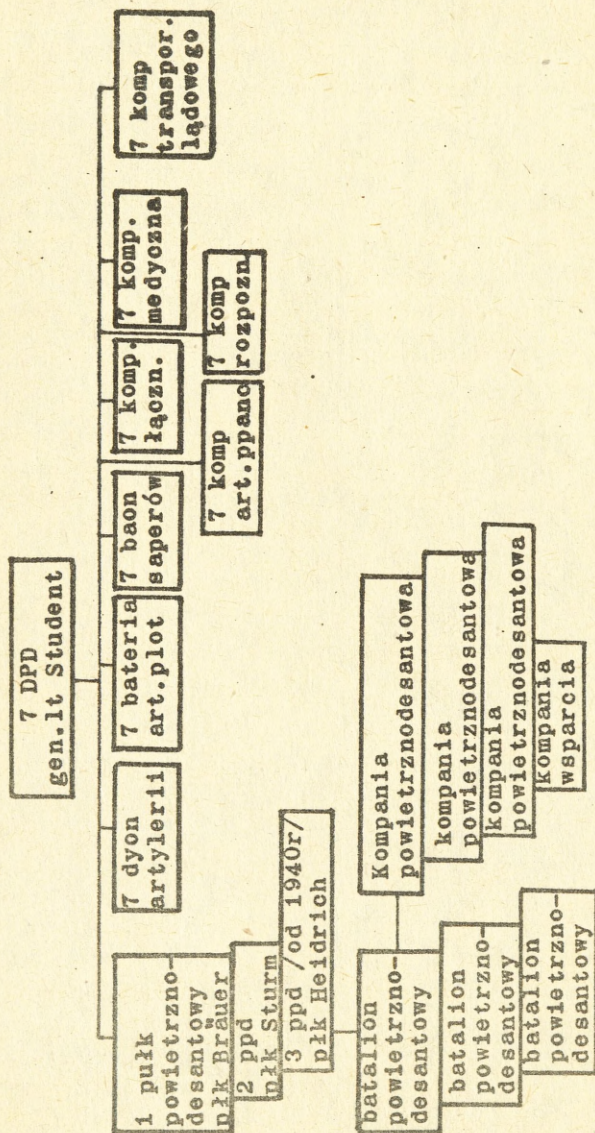 7 DPD
gen.lt Student
1 pułk
powietrzno-
desantowy
płk Bräuer
2 ppd
płk Sturm
3 ppd /od 1940r/
płk Heidrich
7 dyon
artylerii
7 bateria
art.plot
7 baon
saperów
7 komp.
łączn.
7 komp.
medyczna
7 komp
transpor.
lądowego
7 komp
art.ppanc
7 komp
rozpozn.
batalion
powietrzno-
desantowy
batalion
powietrzno-
desantowy
batalion
powietrzno-
desantowy
Kompania
powietrznodesantowa
kompania
powietrznodesantowa
kompania
powietrznodesantowa
kompania
wsparcia